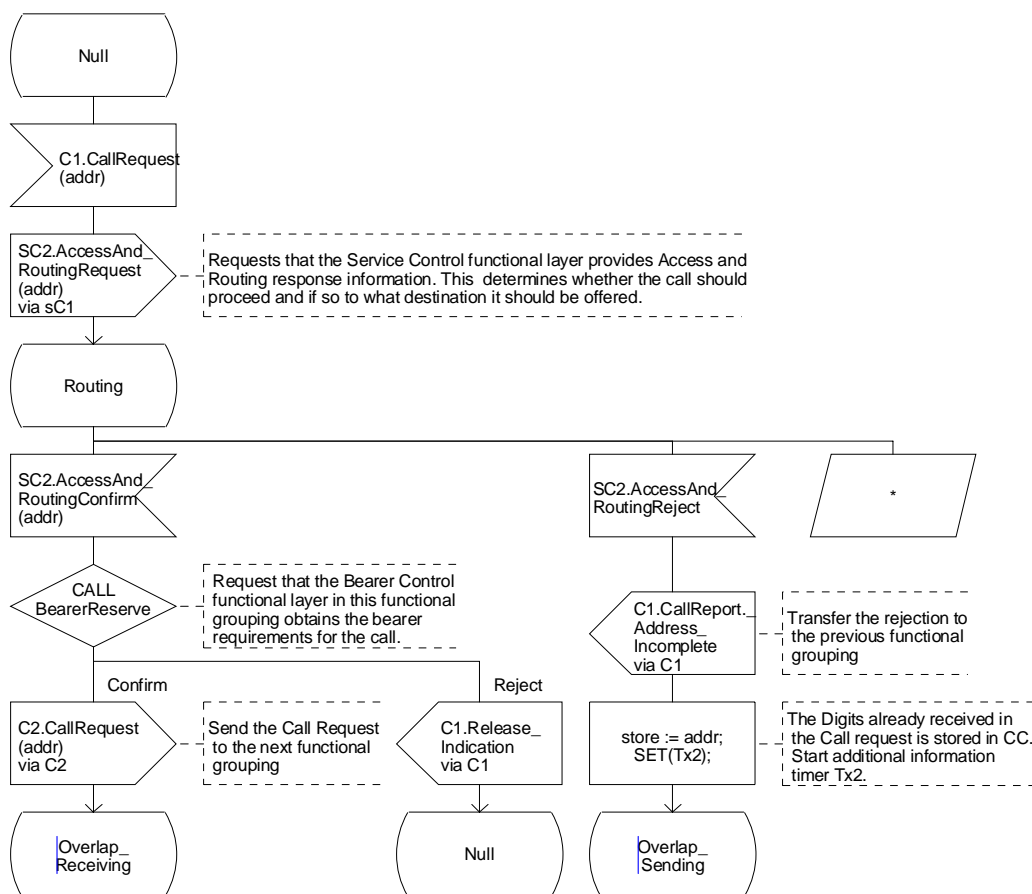 Null
C1.CallRequest
(addr)
SC2.AccessAnd_
RoutingRequest
(addr)
via sC1
Requests that the Service Control functional layer provides Access and
Routing response information. This determines whether the call should
proceed and if so to what destination it should be offered.
Routing
SC2.AccessAnd_
RoutingConfirm
(addr)
SC2.AccessAnd_
RoutingReject
*
CALL
BearerReserve
Request that the Bearer Control
functional layer in this functional
grouping obtains the bearer
requirements for the call.
C1.CallReport._
Address_
Incomplete
via C1
Transfer the rejection to
the previous functional
grouping
Confirm
Reject
C2.CallRequest
(addr)
via C2
Send the Call Request
to the next functional
grouping
C1.Release_
Indication
via C1
store := addr;
SET(Tx2);
The Digits already received in
the Call request is stored in CC.
Start additional information
timer Tx2.
Overlap_
Receiving
Null
Overlap_
Sending